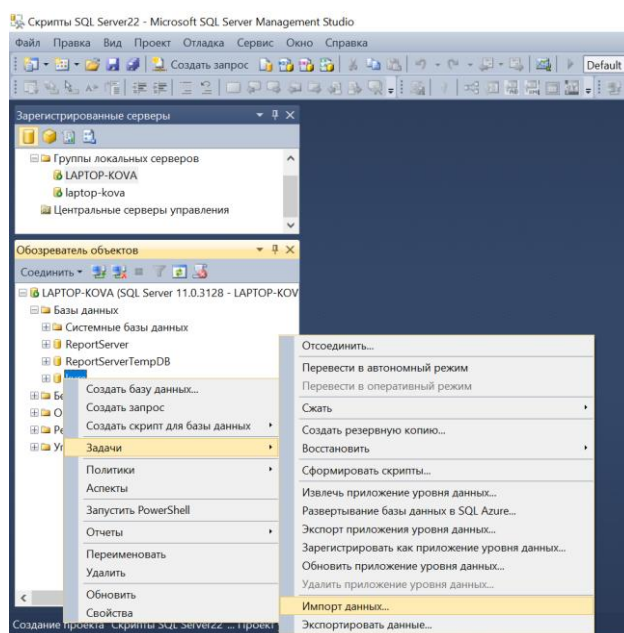 Скрипты SQL Server22 - Microsoft SQL Server Management Studio
Файл Правка Вид Проект Отладка Сервис Окно Справка
Создать запрос Default
Зарегистрированные серверы
Группы локальных серверов
LAPTOP-KOVA
laptop-kova
Центральные серверы управления
Обозреватель объектов
Соединить
LAPTOP-KOVA (SQL Server 11.0.3128 - LAPTOP-KOV
Базы данных
Системные базы данных
ReportServer
ReportServerTempDB
Бе
О
Ре
Уп
Создать базу данных...
Создать запрос
Создать скрипт для базы данных
Задачи
Политики
Аспекты
Запустить PowerShell
Отчеты
Переименовать
Удалить
Обновить
Свойства
Отсоединить...
Перевести в автономный режим
Перевести в оперативный режим
Сжать
Создать резервную копию...
Восстановить
Сформировать скрипты...
Извлечь приложение уровня данных...
Развертывание базы данных в SQL Azure...
Экспорт приложения уровня данных...
Зарегистрировать как приложение уровня данных...
Обновить приложение уровня данных...
Удалить приложение уровня данных...
Импорт данных...
Экспортировать данные...
Создание проекта "Скрипты SQL Server22" ... Проект